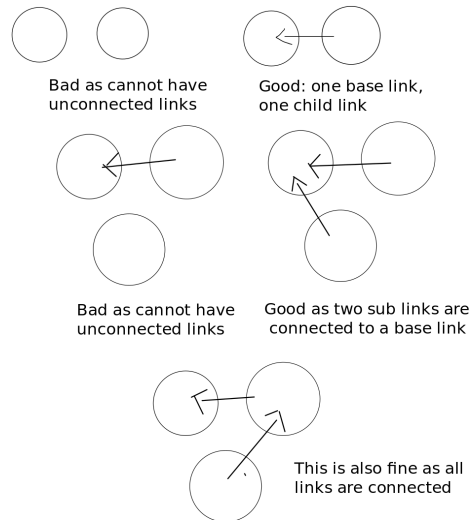 Bad as cannot have
unconnected links
Good: one base link,
one child link
Bad as cannot have
unconnected links
Good as two sub links are
connected to a base link
This is also fine as all
links are connected